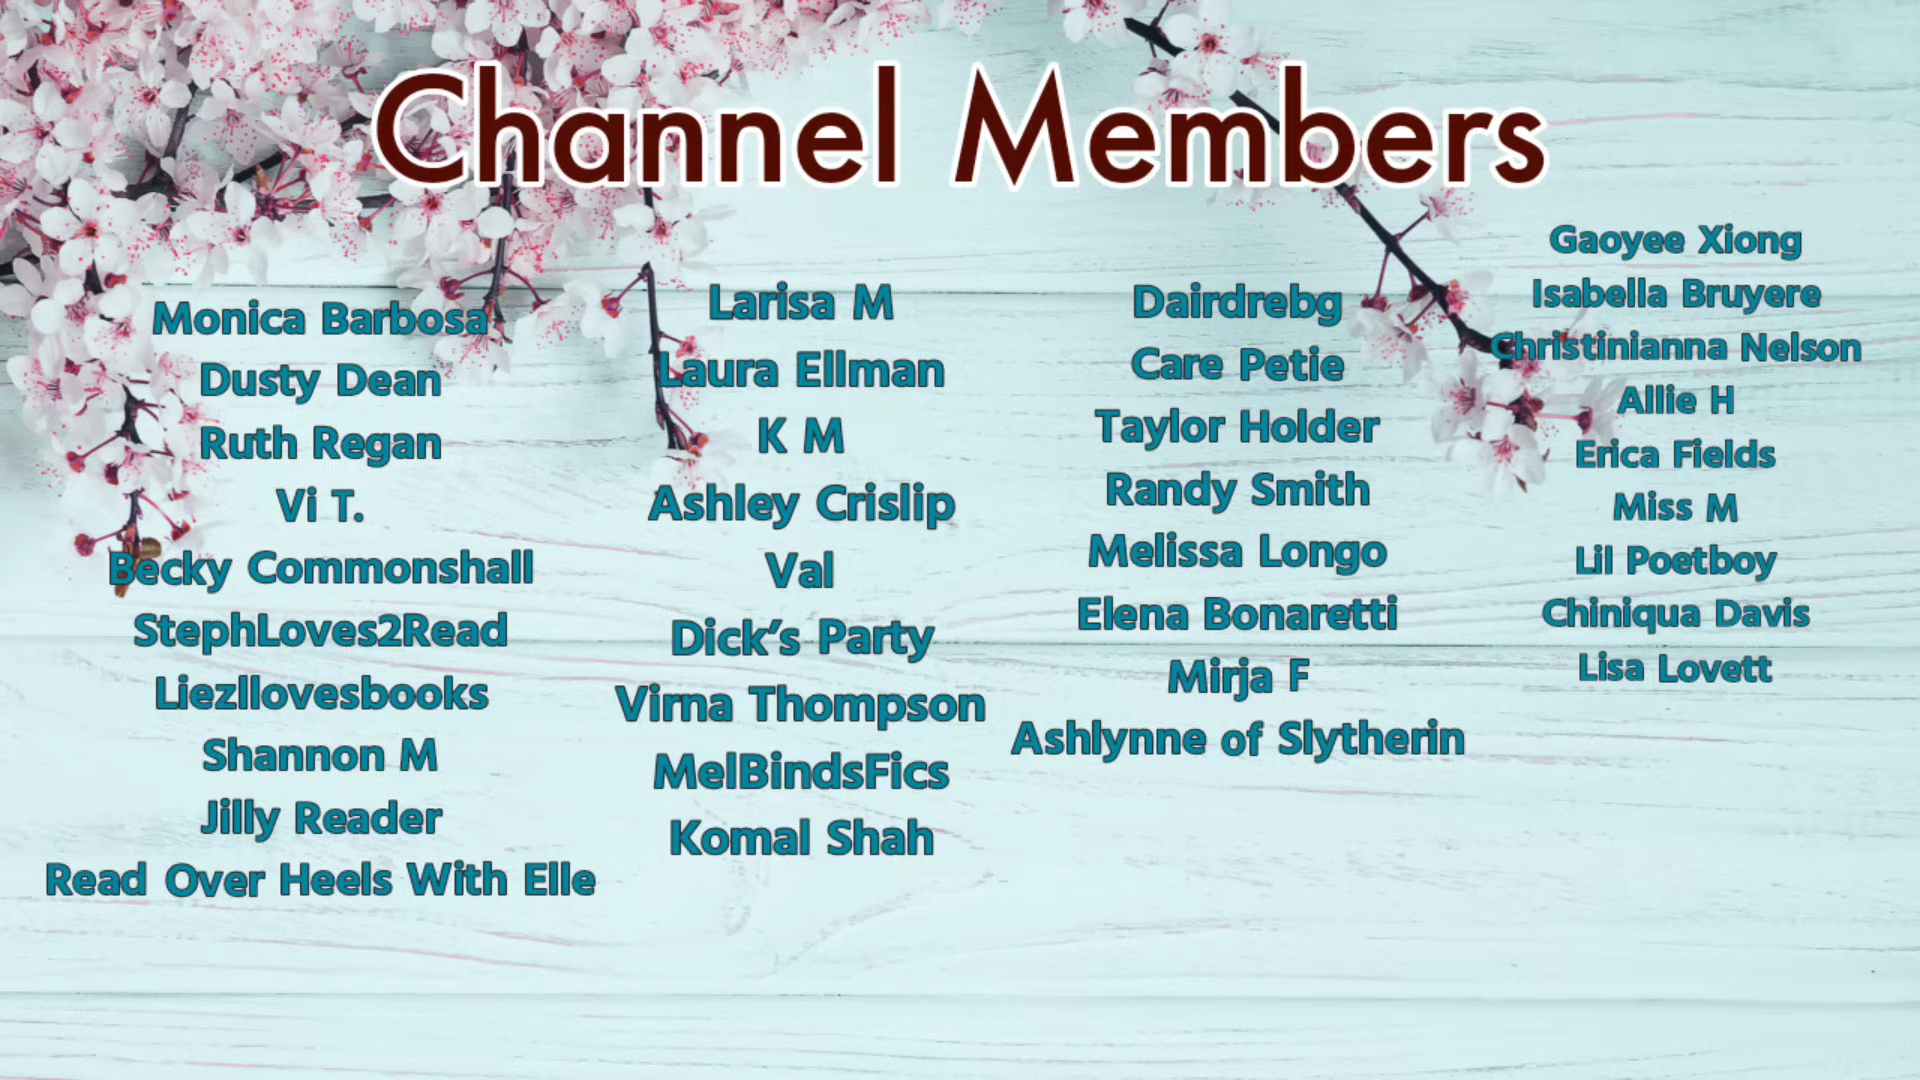 Channel Members
Monica Barbosa
Dusty Dean
Ruth Regan
Vi T.
Becky Commonshall
StephLoves2Read
Liezllovesbooks
Shannon M
Jilly Reader
Read Over Heels With Elle
Larisa M
Laura Ellman
K M
Ashley Crislip
Val
Dick's Party
Virna Thompson
MelBindsFics
Komal Shah
Dairdrebg
Care Petie
Taylor Holder
Randy Smith
Melissa Longo
Elena Bonaretti
Mirja F
Ashlynne of Slytherin
Gaoyee Xiong
Isabella Bruyere
Christinianna Nelson
Allie H
Erica Fields
Miss M
Lil Poetboy
Chiniqua Davis
Lisa Lovett